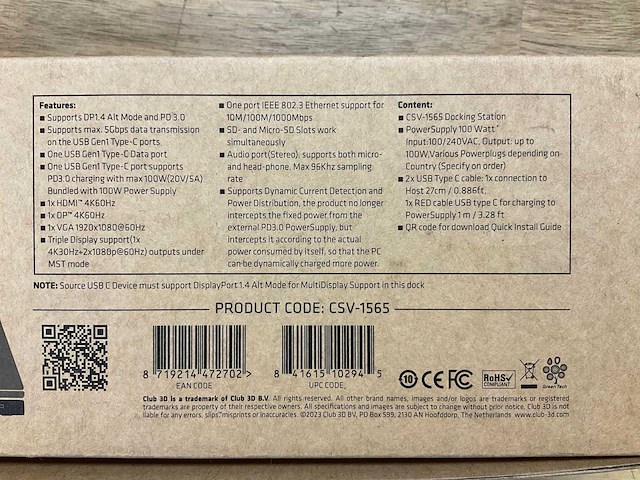 Features:
■ Supports DP1.4 Alt Mode and PD 3.0
■ Supports max. 5Gbps data transmission
on the USB Gen1 Type-C ports
■ One USB Gen1 Type-C Data port
■ One USB Gen1 Type-C port supports
PD3.0 charging with max 100W(20V/5A)
Bundled with 100W Power Supply
■ 1x HDMI™ 4K60Hz
■ 1x DP™ 4K60Hz
■ 1x VGA 1920x1080@60Hz
■ Triple Display support(1x
4K30Hz+2x1080p@60Hz) outputs under
MST mode
■ One port IEEE 802.3 Ethernet support for
10M/100M/1000Mbps
■ SD- and Micro-SD Slots work
simultaneously
■ Audio port(Stereo), supports both micro-
and head-phone, Max 96Khz sampling
rate
■ Supports Dynamic Current Detection and
Power Distribution, the product no longer
intercepts the fixed power from the
external PD3.0 PowerSupply, but
intercepts it according to the actual
power consumed by itself, so that the PC
can be dynamically charged more power.
Content:
■ CSV-1565 Docking Station
■ PowerSupply 100 Watt*
Input:100/240VAC, Output: up to
100W,Various Powerplugs depending on
Country (Specify on order)
■ 2x USB Type C cable: 1x connection to
Host 27cm / 0.886ft,
1x RED cable USB type C for charging to
PowerSupply 1 m / 3.28 ft
■ QR code for download Quick Install Guide
NOTE: Source USB C Device must support DisplayPort 1.4 Alt Mode for MultiDisplay Support in this dock
PRODUCT CODE: CSV-1565
8 719214 472702 >
EAN CODE
8 41615 10294 5
UPC CODE
10 CE FC RoHS COMPLIANT Green Tech
Club 3D is a trademark of Club 3D B.V. All rights reserved. All other brand names, images and/or logos are trademarks or registered
trademarks are property of their respective owners. All specifications and images are subject to change without prior notice. Club 3D is not
liable for any errors, slips, misprints or inaccuracies. ©2023 Club 3D BV, PO Box 599, 2130 AN Hoofddorp, The Netherlands www.club-3d.com